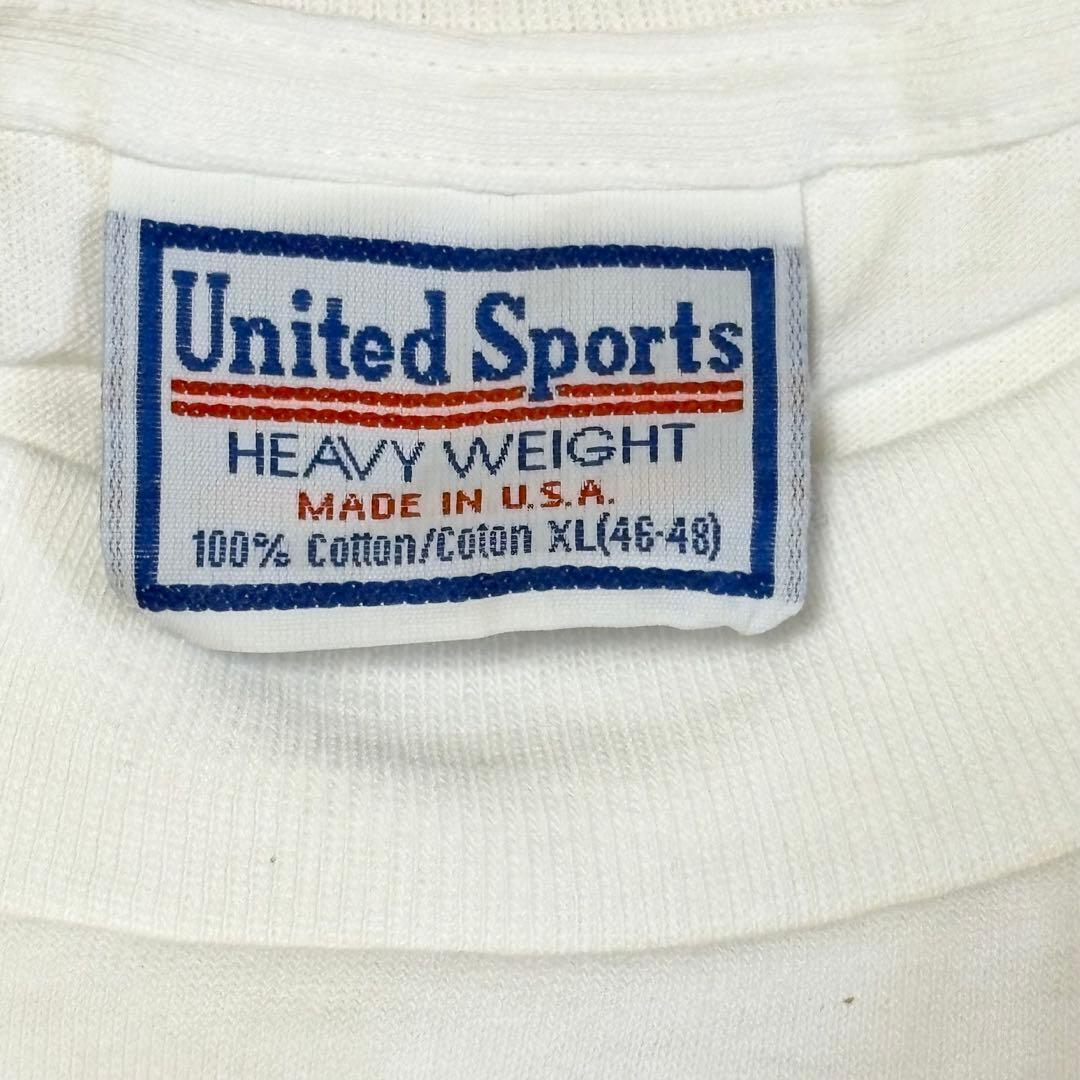 United Sports
HEAVY WEIGHT
MADE IN U.S.A.
100% Cotton/Coton XL(46-48)